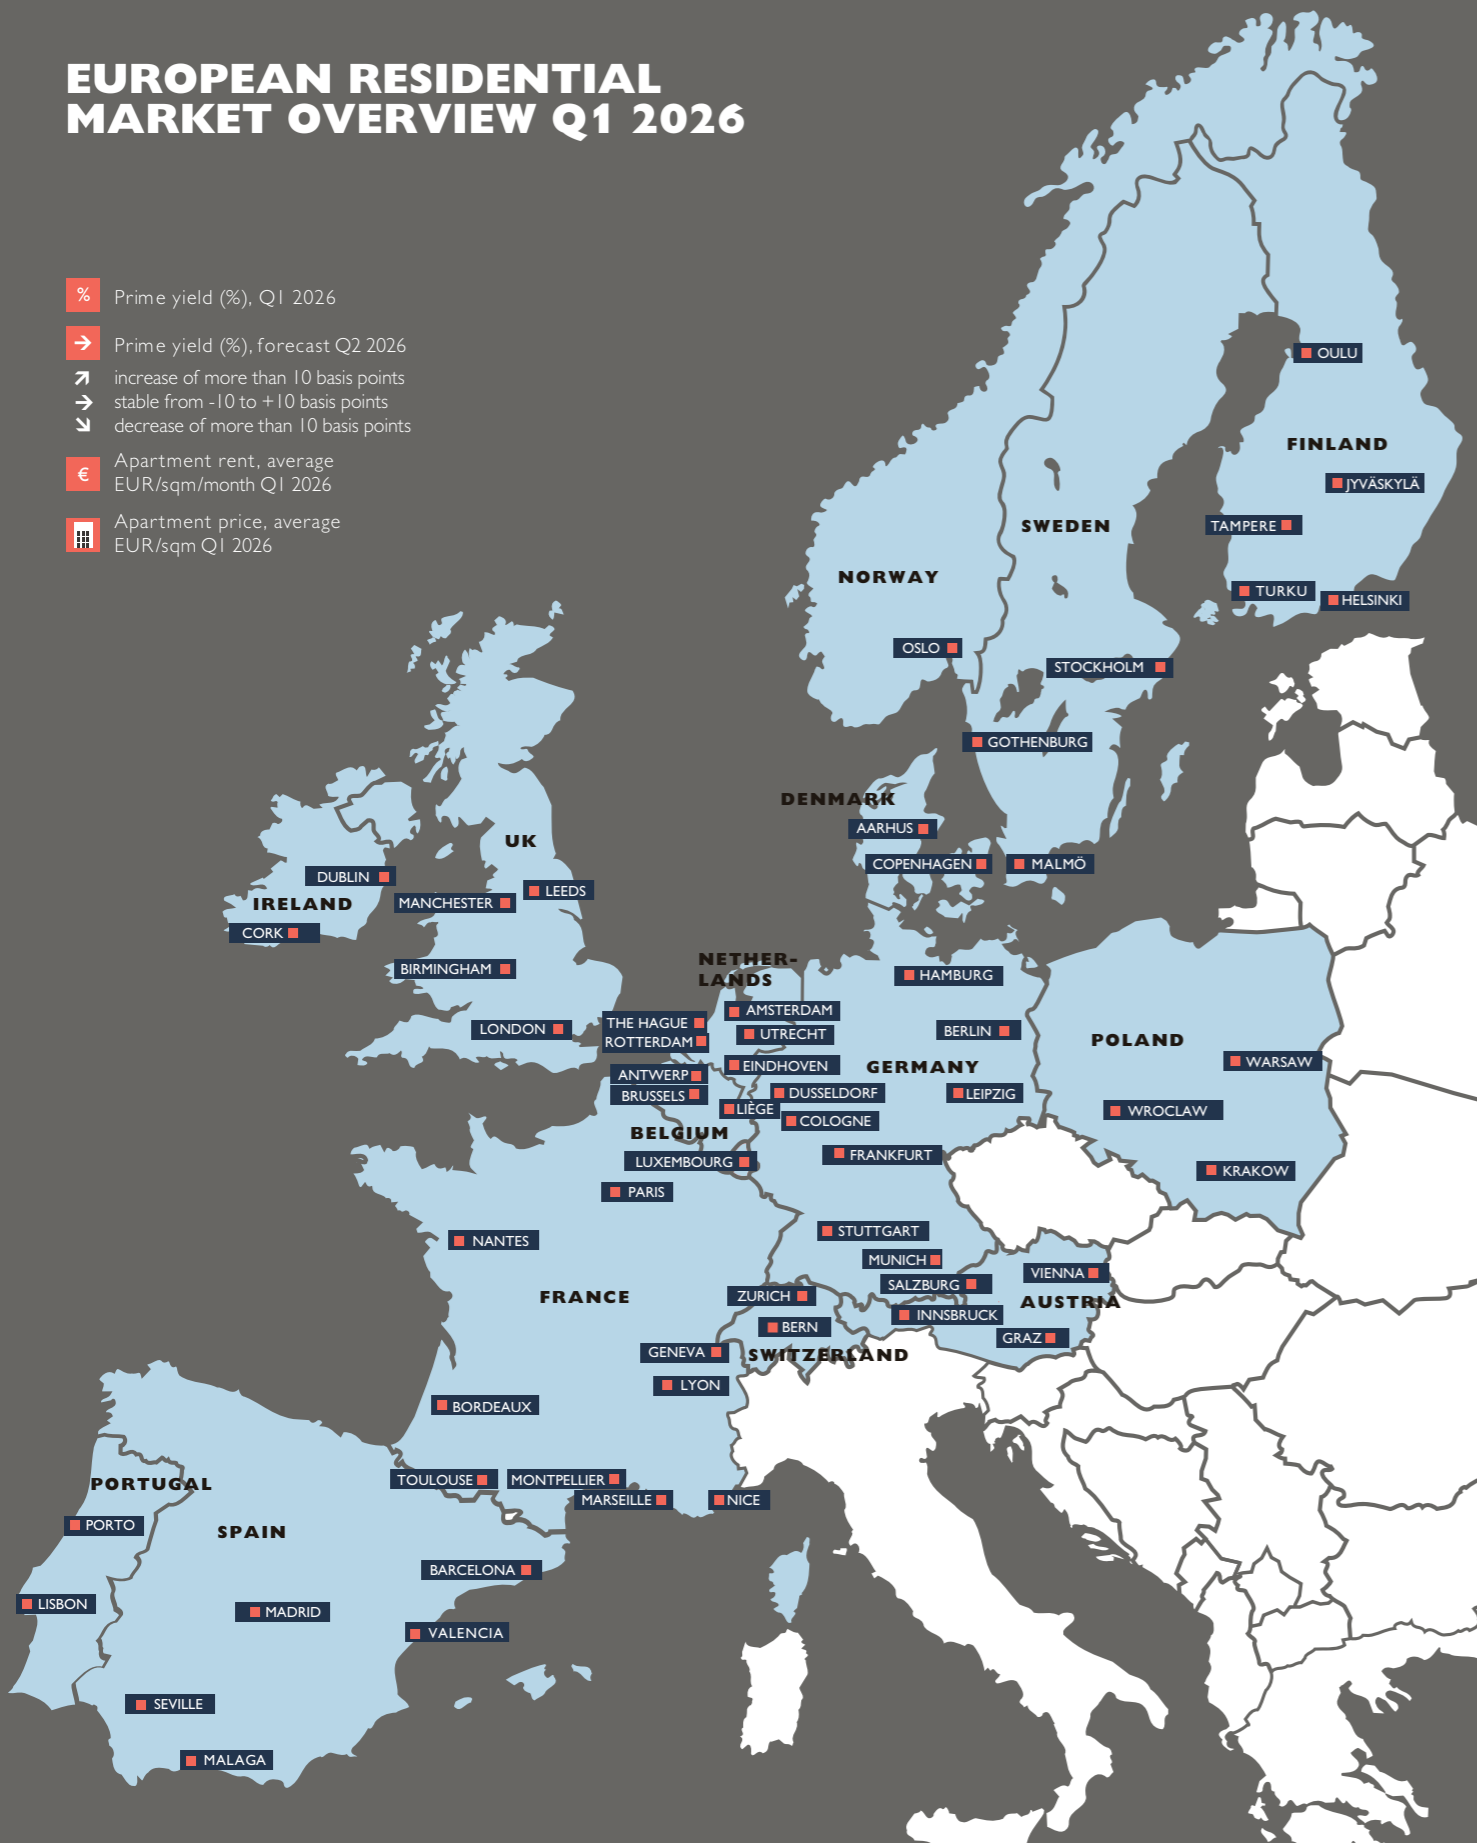 EUROPEAN RESIDENTIAL
MARKET OVERVIEW Q1 2026
% Prime yield (%), Q1 2026
→ Prime yield (%), forecast Q2 2026
↗ increase of more than 10 basis points
→ stable from -10 to +10 basis points
↘ decrease of more than 10 basis points
€ Apartment rent, average
EUR/sqm/month Q1 2026
Apartment price, average
EUR/sqm Q1 2026
OULU
FINLAND
JYVÄSKYLÄ
TAMPERE
SWEDEN
NORWAY
TURKU
HELSINKI
OSLO
STOCKHOLM
GOTHENBURG
DENMARK
AARHUS
UK
COPENHAGEN
MALMÖ
DUBLIN
LEEDS
IRELAND
MANCHESTER
CORK
NETHER-
LANDS
BIRMINGHAM
HAMBURG
AMSTERDAM
THE HAGUE
LONDON
BERLIN
UTRECHT
ROTTERDAM
POLAND
WARSAW
EINDHOVEN
GERMANY
ANTWERP
BRUSSELS
DUSSELDORF
LEIPZIG
LIÈGE
WROCLAW
COLOGNE
BELGIUM
FRANKFURT
LUXEMBOURG
KRAKOW
PARIS
STUTTGART
NANTES
MUNICH
VIENNA
SALZBURG
FRANCE
ZURICH
AUSTRIA
INNSBRUCK
BERN
GRAZ
GENEVA
SWITZERLAND
LYON
BORDEAUX
TOULOUSE
MONTPELLIER
PORTUGAL
MARSEILLE
NICE
PORTO
SPAIN
BARCELONA
LISBON
MADRID
VALENCIA
SEVILLE
MALAGA